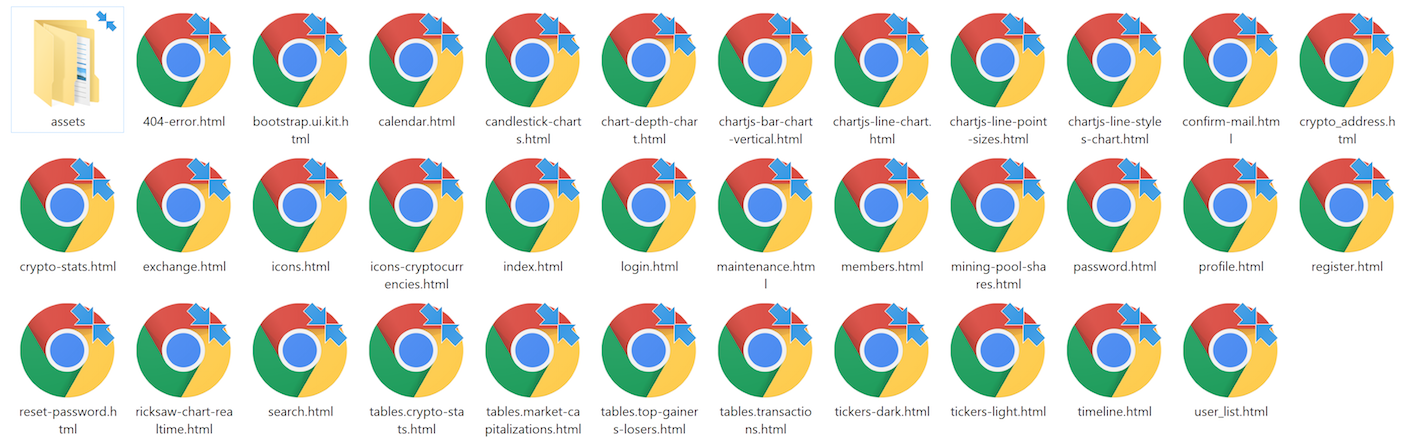 assets
404-error.html
bootstrap.ui.kit.h
tml
calendar.html
candlestick-chart
s.html
chart-depth-char
t.html
chartjs-bar-chart
-vertical.html
chartjs-line-chart.
html
chartjs-line-point
-sizes.html
chartjs-line-style
s-chart.html
confirm-mail.htm
l
crypto_address.h
tml
crypto-stats.html
exchange.html
icons.html
icons-cryptocurr
encies.html
index.html
login.html
maintenance.htm
l
members.html
mining-pool-sha
res.html
password.html
profile.html
register.html
reset-password.h
tml
ricksaw-chart-rea
ltime.html
search.html
tables.crypto-sta
ts.html
tables.market-ca
pitalizations.html
tables.top-gainer
s-losers.html
tables.transactio
ns.html
tickers-dark.html
tickers-light.html
timeline.html
user_list.html